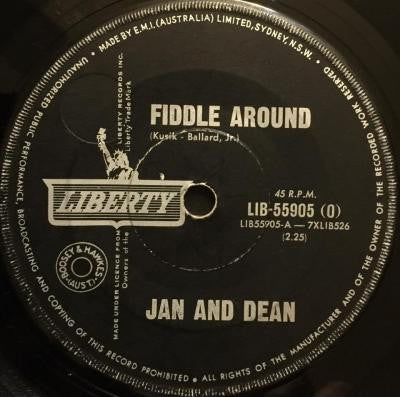 • MADE BY E.M.I. (AUSTRALIA) LIMITED, SYDNEY, N.S.W. •
ALL RIGHTS OF THE MANUFACTURER AND OF THE OWNER OF THE RECORDED WORK RESERVED
UNAUTHORIZED PUBLIC PERFORMANCE, BROADCASTING AND COPYING OF THIS RECORD PROHIBITED •
FIDDLE AROUND
(Kusik - Ballard, Jr.)
LIBERTY RECORDS INC.
Liberty Trade Mark
LIBERTY
MADE UNDER LICENCE FROM
Owners of the
45 R.P.M.
LIB-55905 (O)
LIB55905-A — 7XLIB526
(2.25)
BOOSEY & HAWKES
(AUST.)
JAN AND DEAN